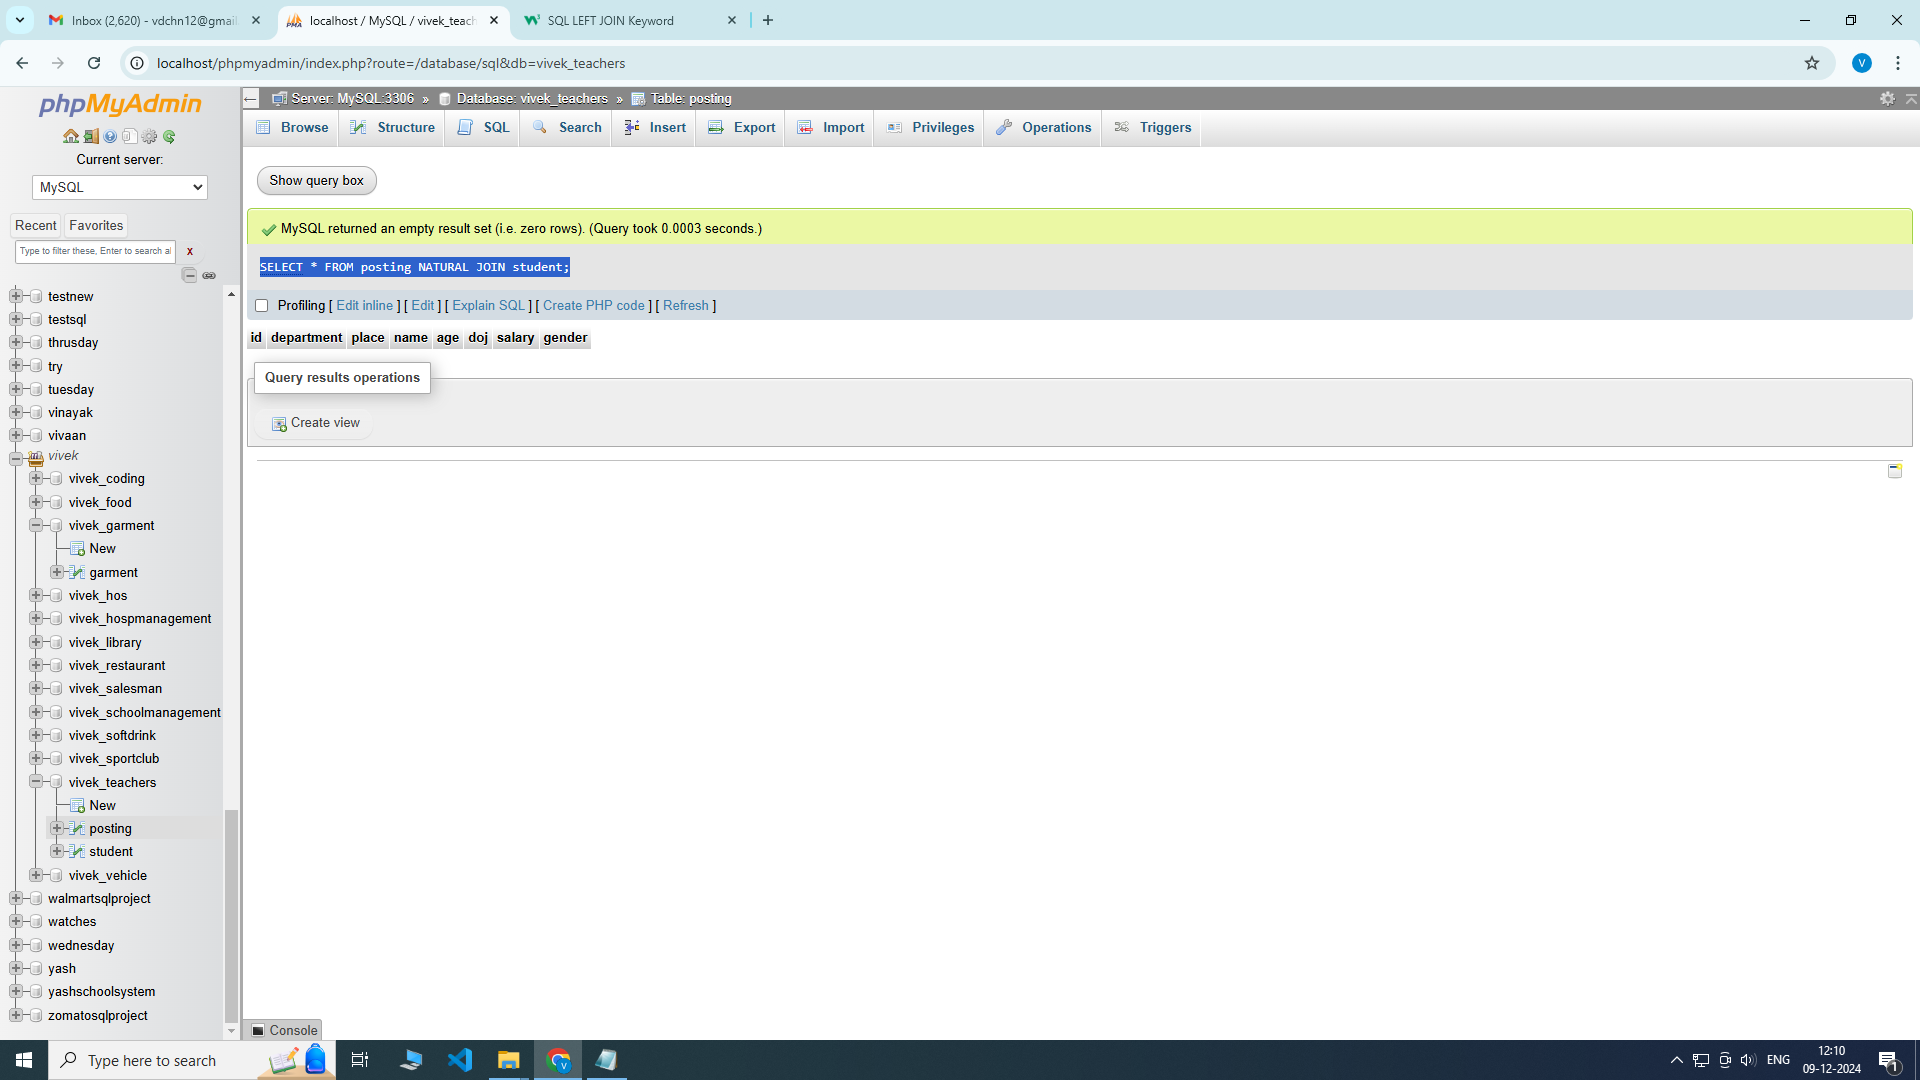 Inbox (2,620) - vdchn12@gmail.
localhost / MySQL / vivek_teach
SQL LEFT JOIN Keyword
localhost/phpmyadmin/index.php?route=/database/sql&db=vivek_teachers
V
phpMyAdmin
Current server:
MySQL
Recent
Favorites
Type to filter these, Enter to search al
X
testnew
testsql
thrusday
try
tuesday
vinayak
vivaan
vivek
vivek_coding
vivek_food
vivek_garment
New
garment
vivek_hos
vivek_hospmanagement
vivek_library
vivek_restaurant
vivek_salesman
vivek_schoolmanagement
vivek_softdrink
vivek_sportclub
vivek_teachers
New
posting
student
vivek_vehicle
walmartsqlproject
watches
wednesday
yash
yashschoolsystem
zomatosqlproject
Server: MySQL:3306 » Database: vivek_teachers » Table: posting
Browse Structure SQL Search Insert Export Import Privileges Operations Triggers
Show query box
MySQL returned an empty result set (i.e. zero rows). (Query took 0.0003 seconds.)
SELECT * FROM posting NATURAL JOIN student;
Profiling [ Edit inline ] [ Edit ] [ Explain SQL ] [ Create PHP code ] [ Refresh ]
id department place name age doj salary gender
Query results operations
Create view
Console
Type here to search
ENG
12:10
09-12-2024
1